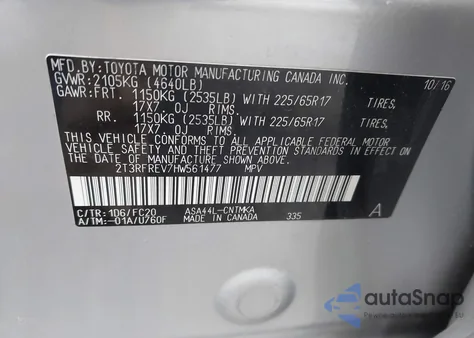 MFD.BY:TOYOTA MOTOR MANUFACTURING CANADA INC.
GVWR:2105KG (4640LB) 10/16
GAWR:FRT. 1150KG (2535LB) WITH 225/65R17 TIRES.
17X7.0J RIMS.
RR. 1150KG (2535LB) WITH 225/65R17 TIRES.
17X7.0J RIMS.
THIS VEHICLE CONFORMS TO ALL APPLICABLE FEDERAL MOTOR
VEHICLE SAFETY AND THEFT PREVENTION STANDARDS IN
EFFECT ON THE DATE OF MANUFACTURE SHOWN ABOVE.
2T3RFREV7HW561477 MPV
C/TR:1D6/FC20 ASA44L-CNTMKA
A/TM:-01A/U760F MADE IN CANADA 335 A
autoSnap